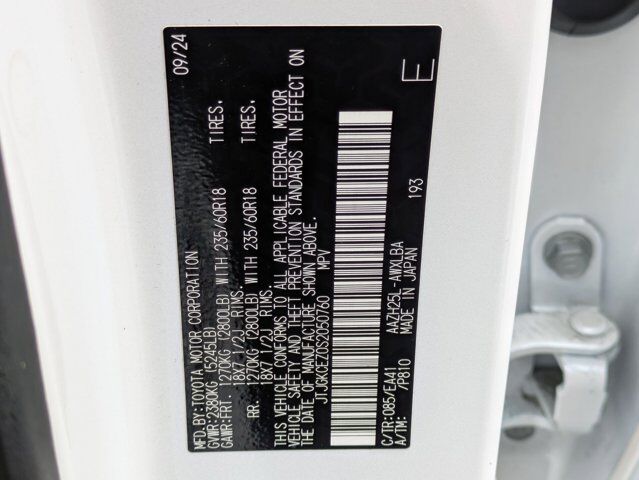 MFD.BY:TOYOTA MOTOR CORPORATION 09/24
GVWR:2380KG (5245LB)
GAWR:FRT. 1270KG (2800LB) WITH 235/60R18 TIRES.
18X7 1/2J RIMS.
RR. 1270KG (2800LB) WITH 235/60R18 TIRES.
18X7 1/2J RIMS.
THIS VEHICLE CONFORMS TO ALL APPLICABLE FEDERAL MOTOR
VEHICLE SAFETY AND THEFT PREVENTION STANDARDS IN EFFECT ON
THE DATE OF MANUFACTURE SHOWN ABOVE.
JTJGKCEZ0S2050760 MPV
C/TR:085/EA41 AAZH25L-AWXLBA
A/TM: /P810 MADE IN JAPAN 193 E